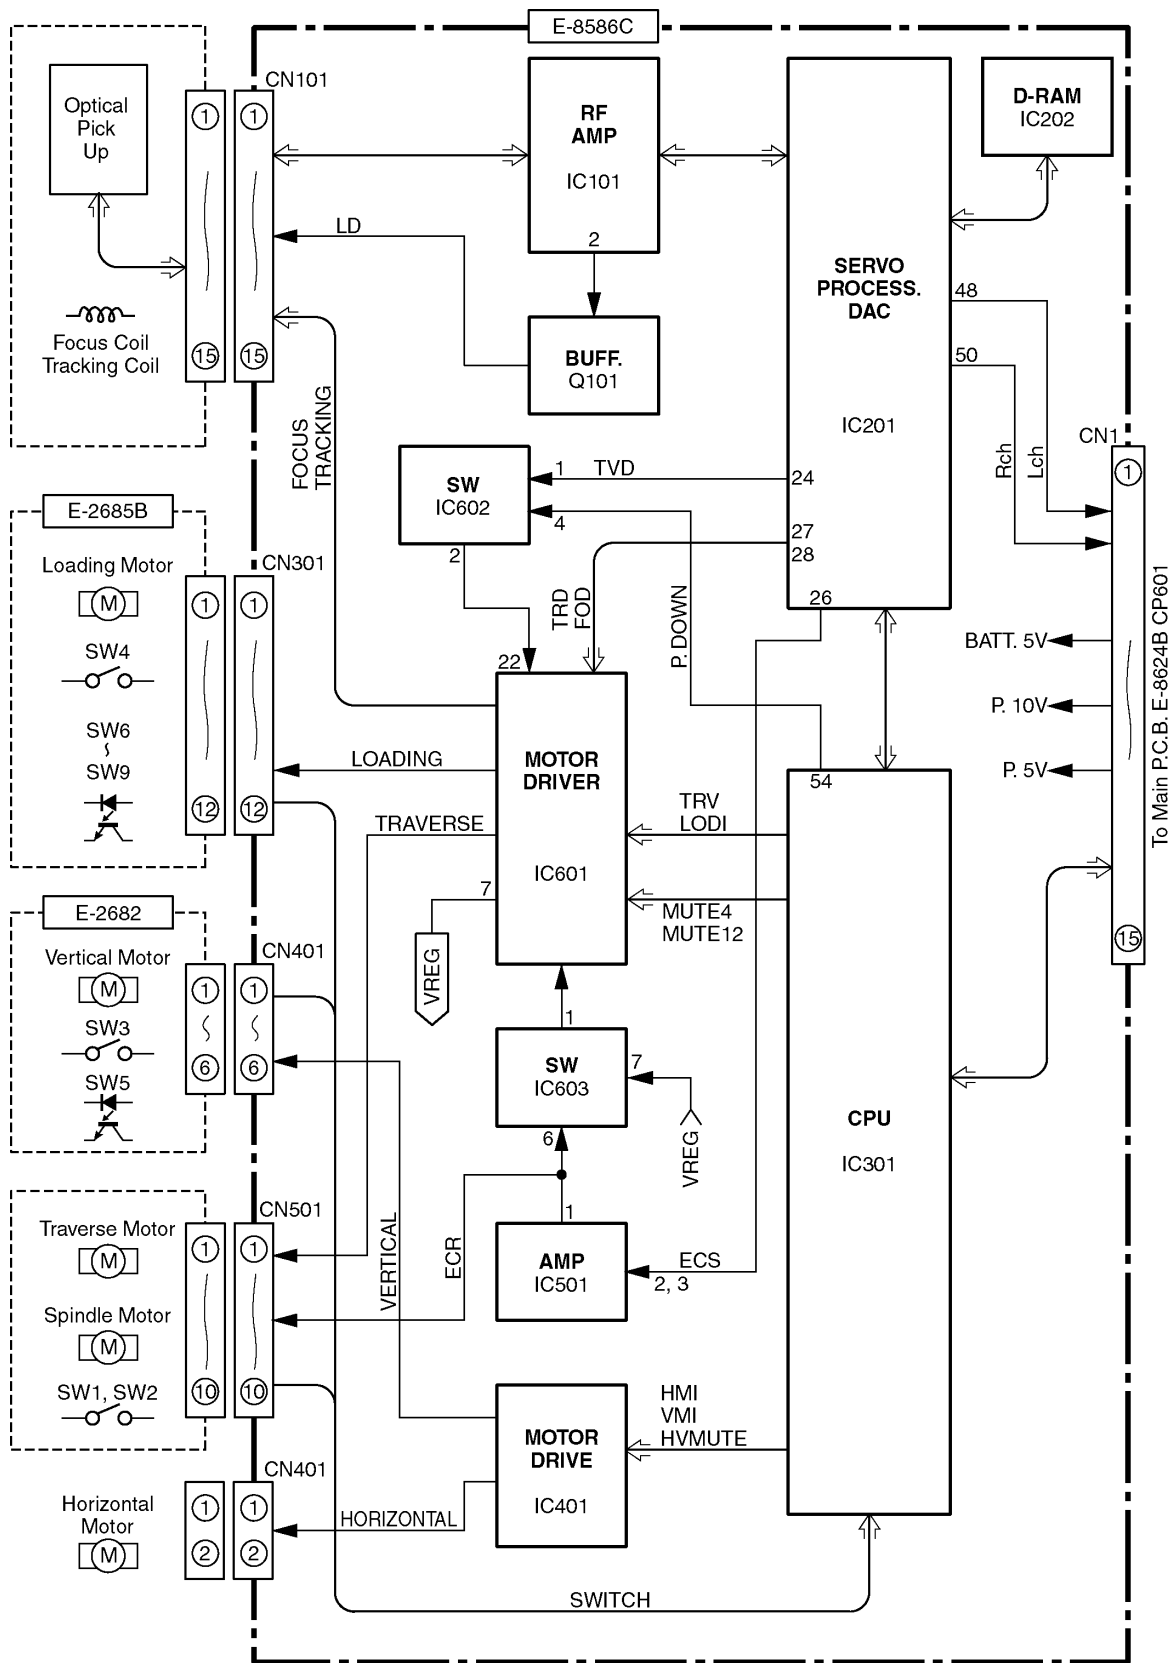 E-8586C
Optical
Pick
Up
Focus Coil
Tracking Coil
1
15
CN101
1
15
RF
AMP
IC101
2
LD
BUFF.
Q101
SERVO
PROCESS.
DAC
IC201
D-RAM
IC202
48
50
Rch
Lch
CN1
1
15
To Main P.C.B. E-8624B CP601
BATT. 5V
P. 10V
P. 5V
FOCUS
TRACKING
SW
IC602
1
TVD
24
4
2
27
28
26
TRD
FOD
P. DOWN
22
E-2685B
Loading Motor
M
SW4
SW6
~
SW9
1
12
CN301
1
12
LOADING
TRAVERSE
MOTOR
DRIVER
IC601
7
VREG
TRV
LODI
MUTE4
MUTE12
54
CPU
IC301
E-2682
Vertical Motor
M
SW3
SW5
1
6
CN401
1
6
1
SW
IC603
7
VREG
6
1
AMP
IC501
ECS
2, 3
ECR
VERTICAL
Traverse Motor
M
Spindle Motor
M
SW1, SW2
1
10
CN501
1
10
MOTOR
DRIVE
IC401
HMI
VMI
HVMUTE
HORIZONTAL
Horizontal
Motor
M
1
2
CN401
1
2
SWITCH